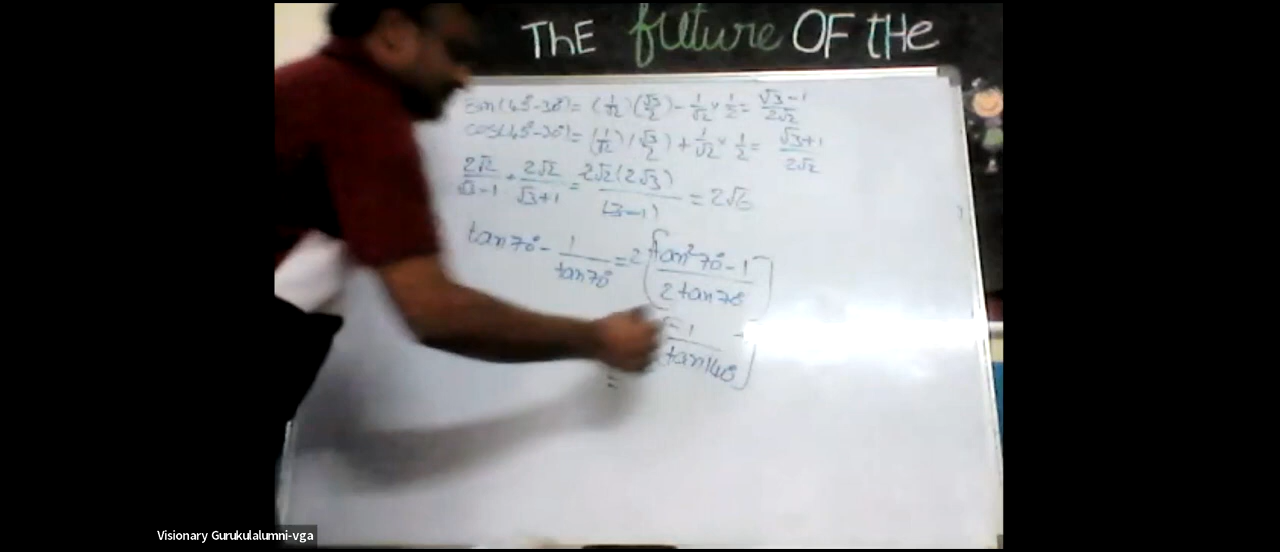 THE future OF tHe
sin(45°-30°) = (1/√2)(√3/2) - 1/√2 × 1/2 = √3-1/2√2
cos(45°-30°) = (1/√2)(√3/2) + 1/√2 × 1/2 = √3+1/2√2
2√2/√3-1 + 2√2/√3+1 = 2√2(2√3)/(3-1) = 2√6
tan70° - 1/tan70° = 2[tan²70°-1/2tan70°]
[-1/tan140°]
=
Visionary Gurukulalumni-vga